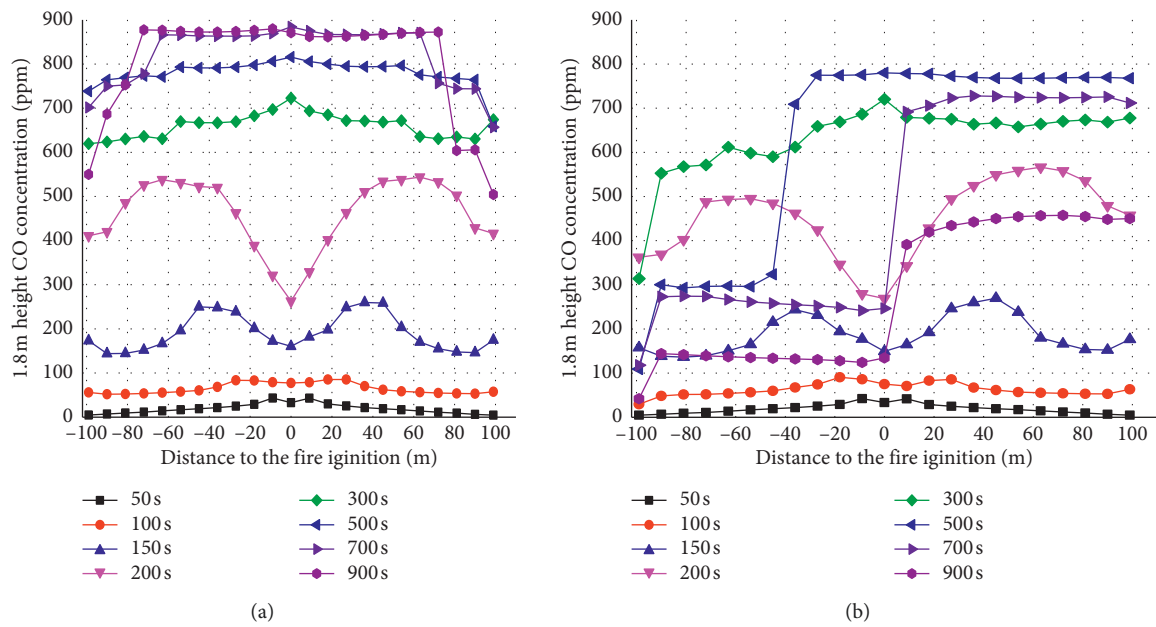 900
800
700
600
500
400
300
200
100
0
1.8m height CO concentration (ppm)
−100 −80 −60 −40 −20 0 20 40 60 80 100
Distance to the fire iginition (m)
50 s
100 s
150 s
200 s
300 s
500 s
700 s
900 s
(a)
900
800
700
600
500
400
300
200
100
0
1.8m height CO concentration (ppm)
−100 −80 −60 −40 −20 0 20 40 60 80 100
Distance to the fire iginition (m)
50 s
100 s
150 s
200 s
300 s
500 s
700 s
900 s
(b)